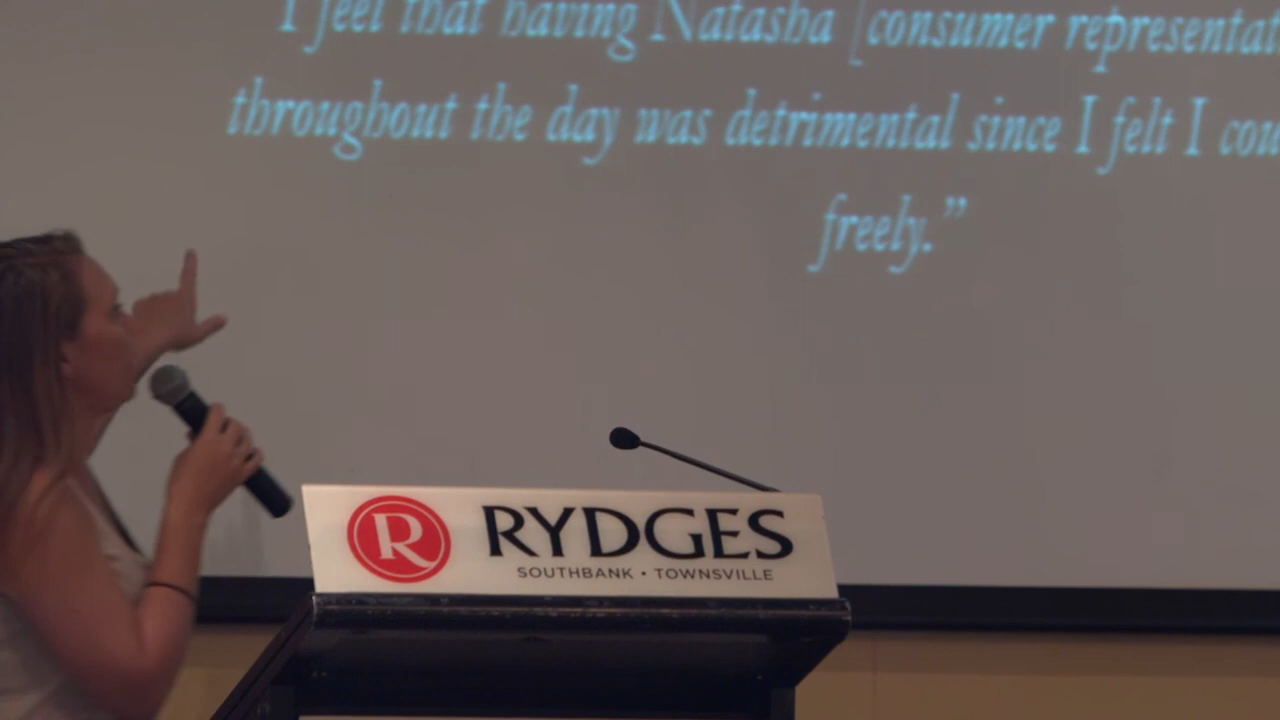 I feel that having Natasha [consumer representat
throughout the day was detrimental since I felt I cou
freely.”
R RYDGES
SOUTHBANK • TOWNSVILLE